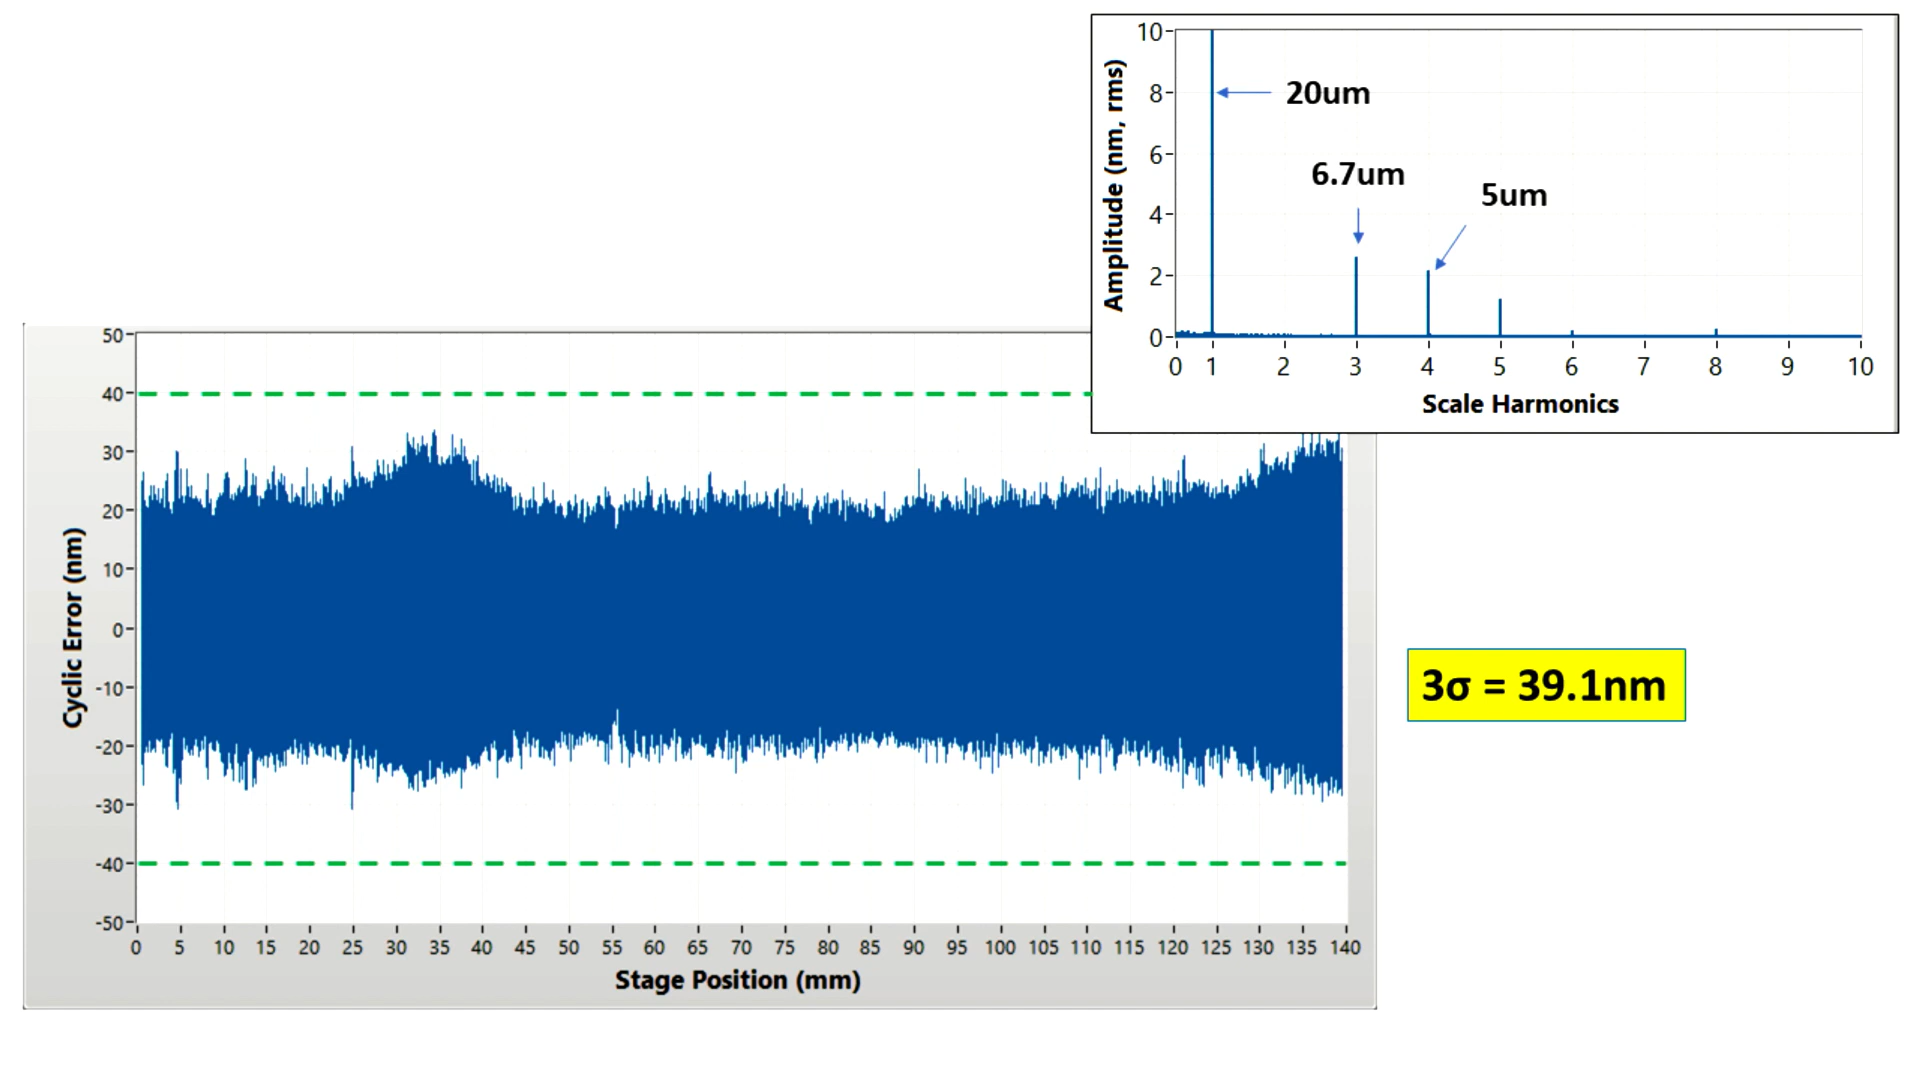 10
8
6
4
2
0
Amplitude (nm, rms)
20um
6.7um
5um
0 1 2 3 4 5 6 7 8 9 10
Scale Harmonics
50
40
30
20
10
0
-10
-20
-30
-40
-50
Cyclic Error (nm)
0 5 10 15 20 25 30 35 40 45 50 55 60 65 70 75 80 85 90 95 100 105 110 115 120 125 130 135 140
Stage Position (mm)
3σ = 39.1nm